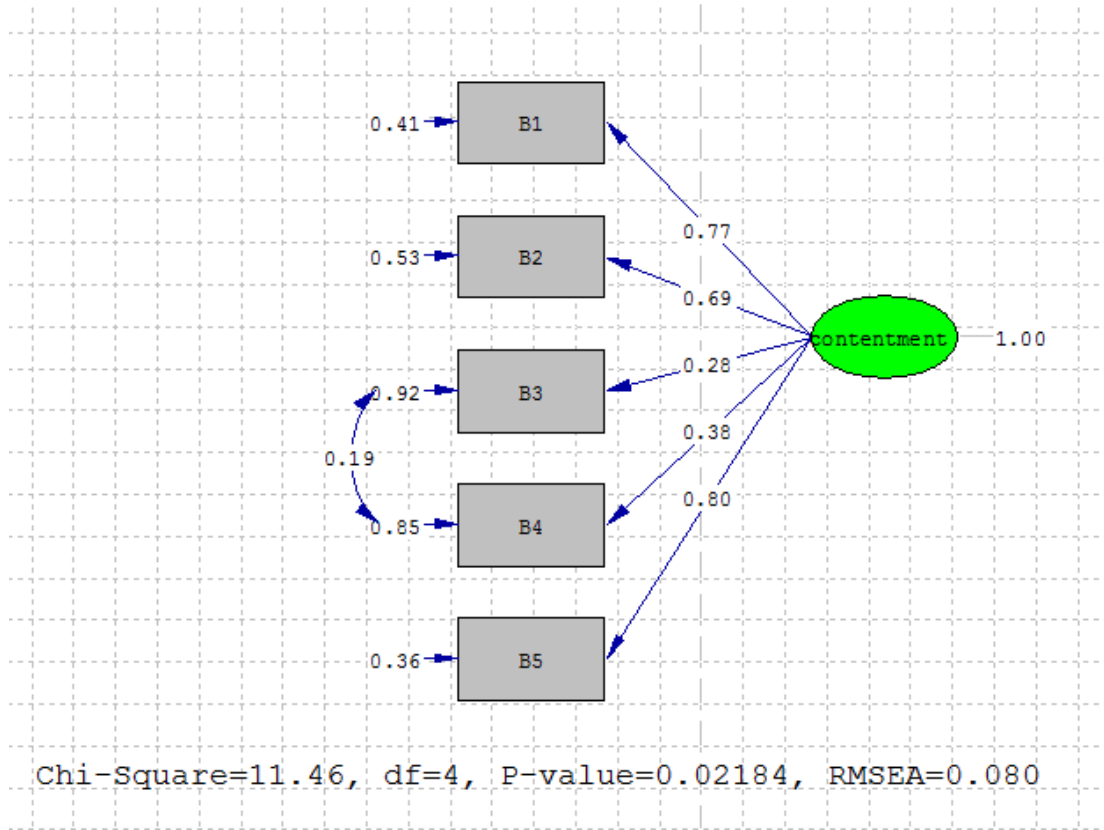 0.41
B1
0.77
0.53
B2
0.69
contentment
1.00
0.28
0.92
B3
0.38
0.19
0.80
0.85
B4
0.36
B5
Chi-Square=11.46, df=4, P-value=0.02184, RMSEA=0.080